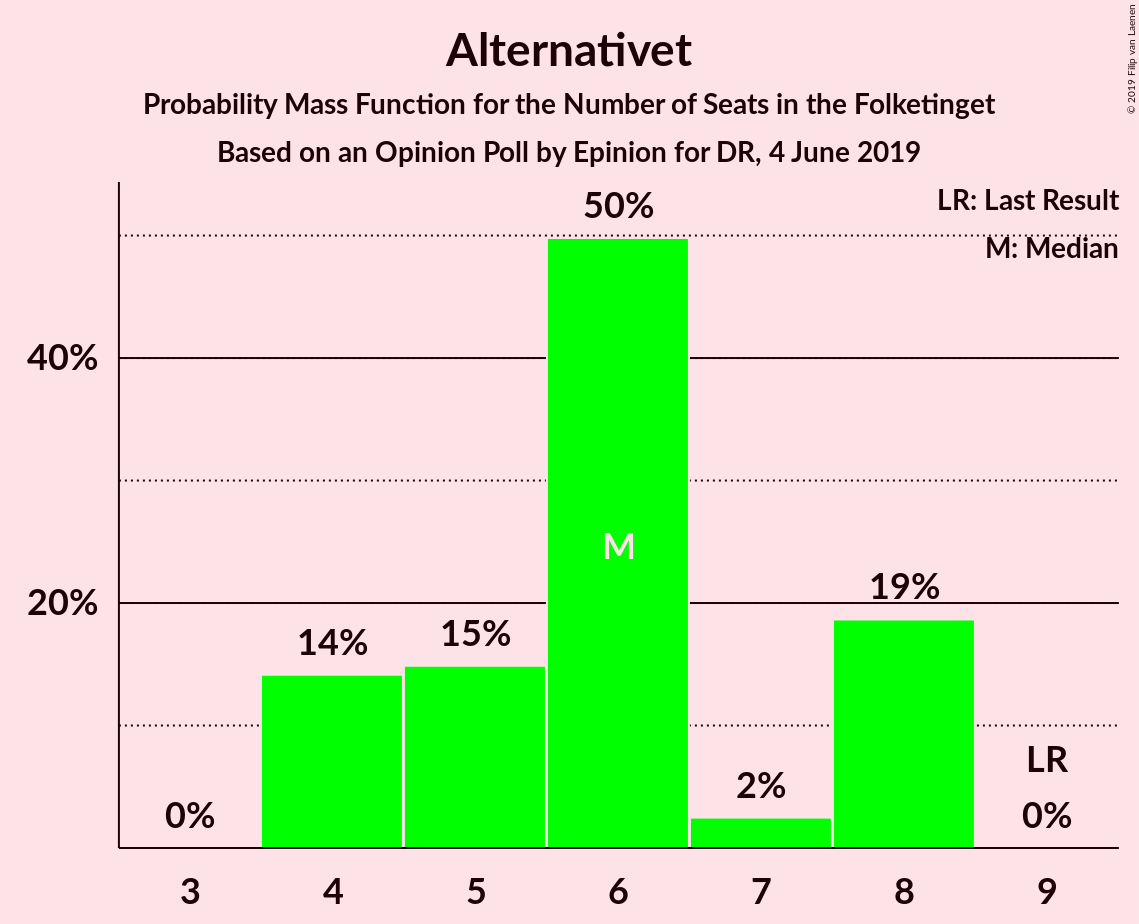 Alternativet
Probability Mass Function for the Number of Seats in the Folketinget
Based on an Opinion Poll by Epinion for DR, 4 June 2019
© 2019 Filip van Laenen
LR: Last Result
M: Median
50%
40%
M
20%
19%
15%
14%
LR
2%
0%
0%
3 4 5 6 7 8 9